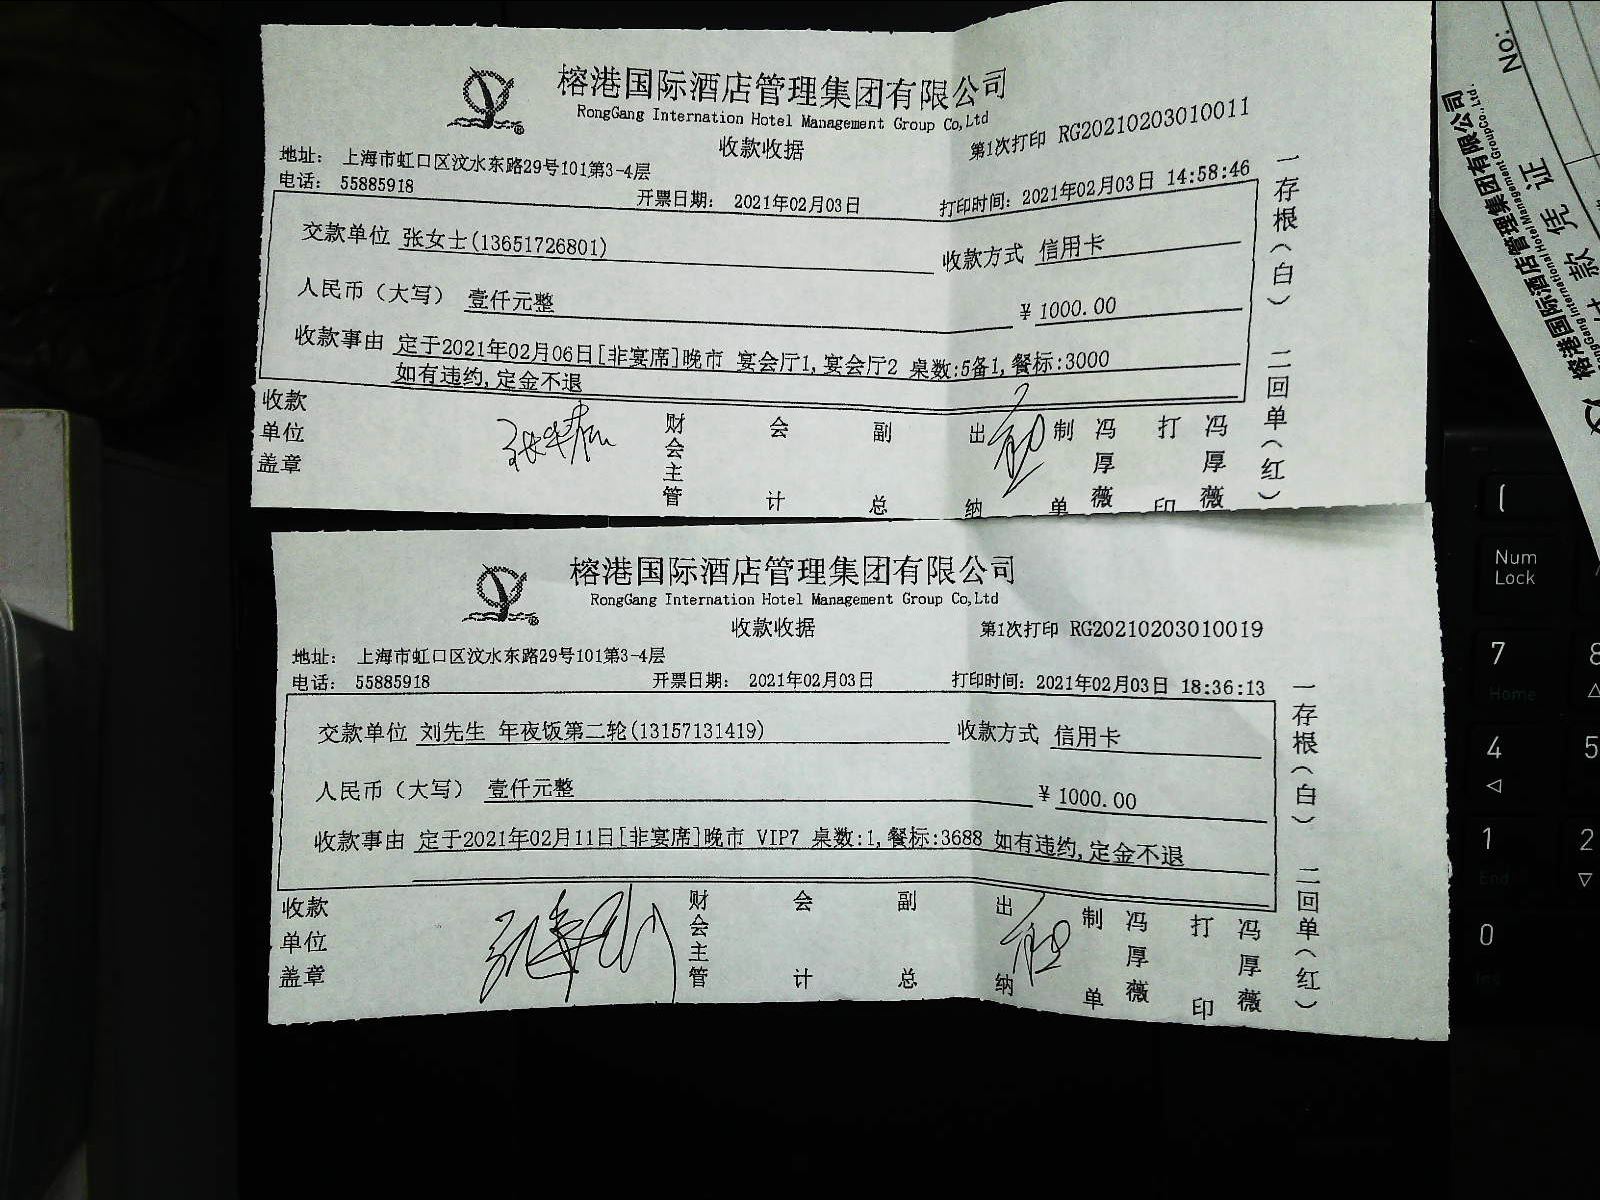 榕港国际酒店管理集团有限公司
RongGang Internation Hotel Management Group Co,Ltd
收款收据
第1次打印 RG20210203010011
地址： 上海市虹口区汶水东路29号101第3-4层
电话： 55885918
开票日期： 2021年02月03日
打印时间：2021年02月03日 14:58:46
交款单位 张女士(13651726801)
收款方式 信用卡
人民币（大写） 壹仟元整
￥1000.00
收款事由 定于2021年02月06日[非宴席]晚市 宴会厅1,宴会厅2 桌数:5备1,餐标:3000
如有违约,定金不退
收款单位盖章
财会主管
会计
副总
出纳
制单
冯厚薇
打印
冯厚薇
一存根（白） 二回单（红）
榕港国际酒店管理集团有限公司
RongGang Internation Hotel Management Group Co,Ltd
收款收据
第1次打印 RG20210203010019
地址： 上海市虹口区汶水东路29号101第3-4层
电话： 55885918
开票日期： 2021年02月03日
打印时间：2021年02月03日 18:36:13
交款单位 刘先生 年夜饭第二轮(13157131419)
收款方式 信用卡
人民币（大写） 壹仟元整
￥1000.00
收款事由 定于2021年02月11日[非宴席]晚市 VIP7 桌数:1,餐标:3688 如有违约,定金不退
收款单位盖章
财会主管
会计
副总
出纳
制单
冯厚薇
打印
冯厚薇
一存根（白） 二回单（红）
No:
榕港国际酒店管理集团有限公司
RongGang International Hotel Management GroupCo.,Ltd.
款凭证
(
Num
Lock
7
Home
8
4
5
1
End
2
0
Ins